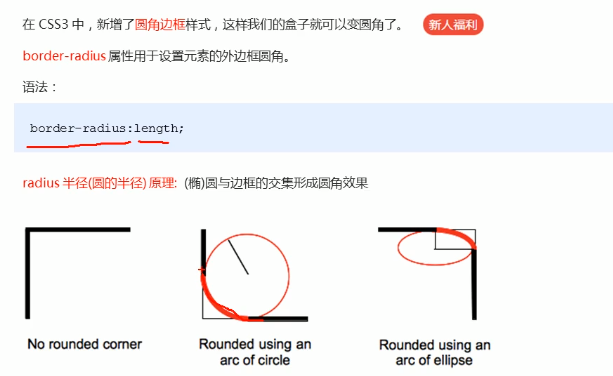 在 CSS3 中，新增了圆角边框样式，这样我们的盒子就可以变圆角了。 新人福利
border-radius 属性用于设置元素的外边框圆角。
语法：
border-radius:length;
radius 半径(圆的半径) 原理: (椭)圆与边框的交集形成圆角效果
No rounded corner
Rounded using an
arc of circle
Rounded using an
arc of ellipse